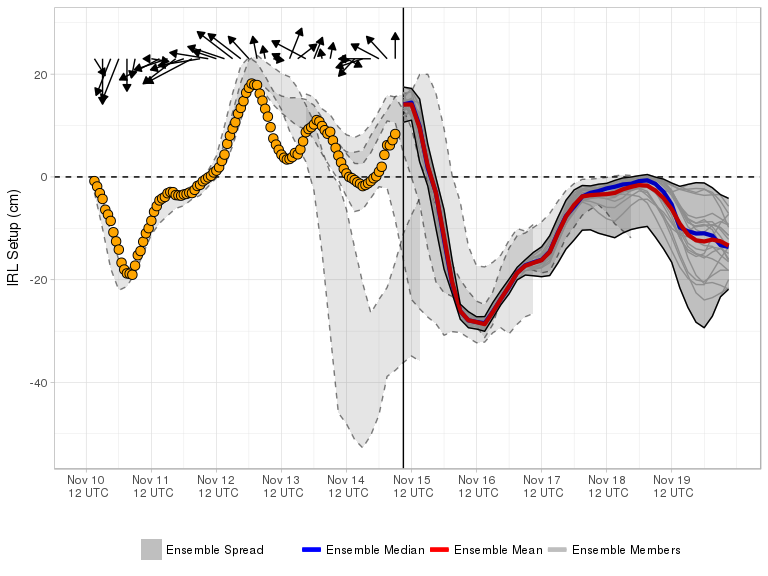 20
0
-20
-40
IRL Setup (cm)
Nov 10 Nov 11 Nov 12 Nov 13 Nov 14 Nov 15 Nov 16 Nov 17 Nov 18 Nov 19
12 UTC 12 UTC 12 UTC 12 UTC 12 UTC 12 UTC 12 UTC 12 UTC 12 UTC 12 UTC
Ensemble Spread Ensemble Median Ensemble Mean Ensemble Members